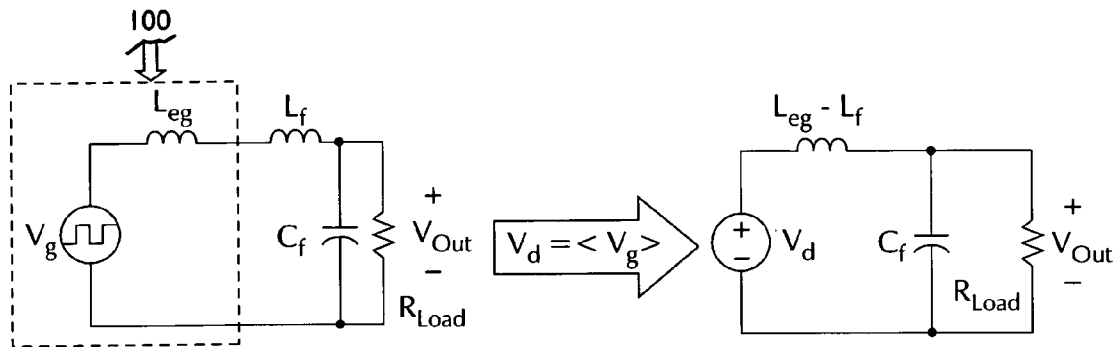 100
L_eg
L_f
V_g
C_f
+
V_Out
−
R_Load
V_d = < V_g >
L_eg - L_f
+
−
V_d
C_f
R_Load
+
V_Out
−